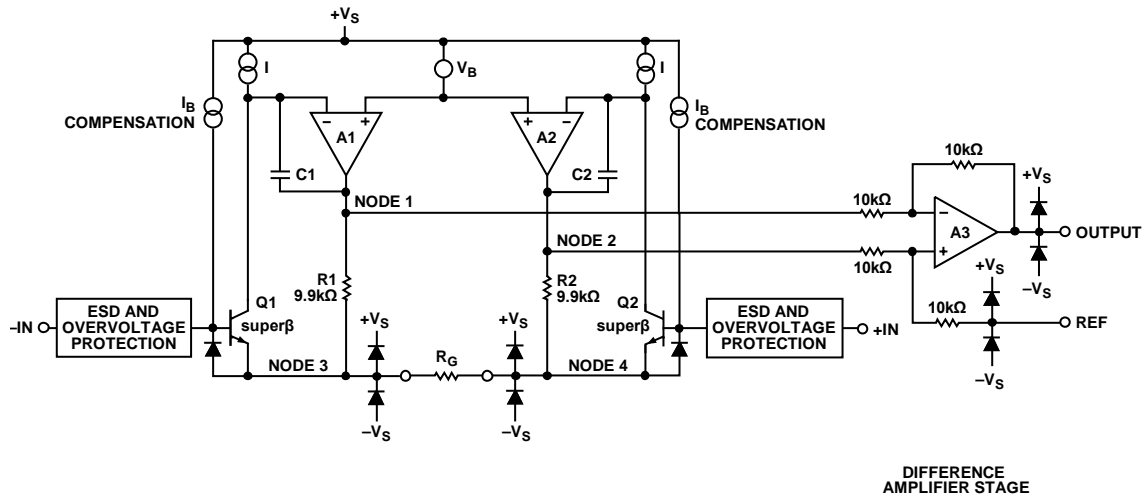 +VS
I
VB
I
IB
COMPENSATION
IB
COMPENSATION
−
+
A1
+
−
A2
C1
C2
NODE 1
NODE 2
10kΩ
10kΩ
10kΩ
−
+
A3
+VS
OUTPUT
−VS
R1
9.9kΩ
R2
9.9kΩ
10kΩ
+VS
REF
−VS
−IN
ESD AND
OVERVOLTAGE
PROTECTION
Q1
superβ
+VS
RG
+VS
Q2
superβ
ESD AND
OVERVOLTAGE
PROTECTION
+IN
NODE 3
NODE 4
−VS
−VS
DIFFERENCE
AMPLIFIER STAGE